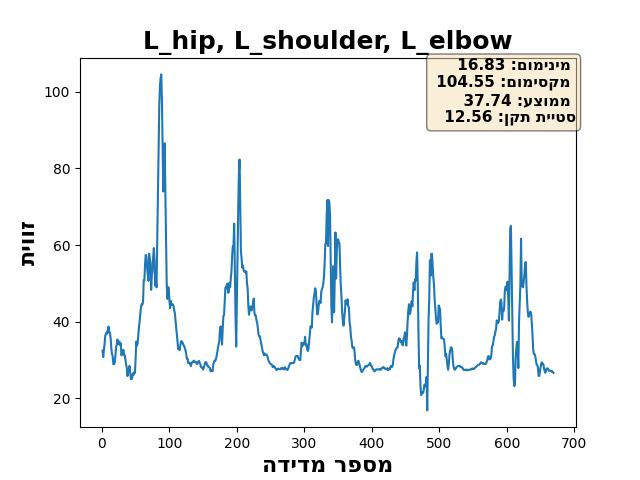 L_hip, L_shoulder, L_elbow
מינימום: 16.83
מקסימום: 104.55
ממוצע: 37.74
סטיית תקן: 12.56
100
80
60
40
20
זווית
0 100 200 300 400 500 600 700
מספר מדידה